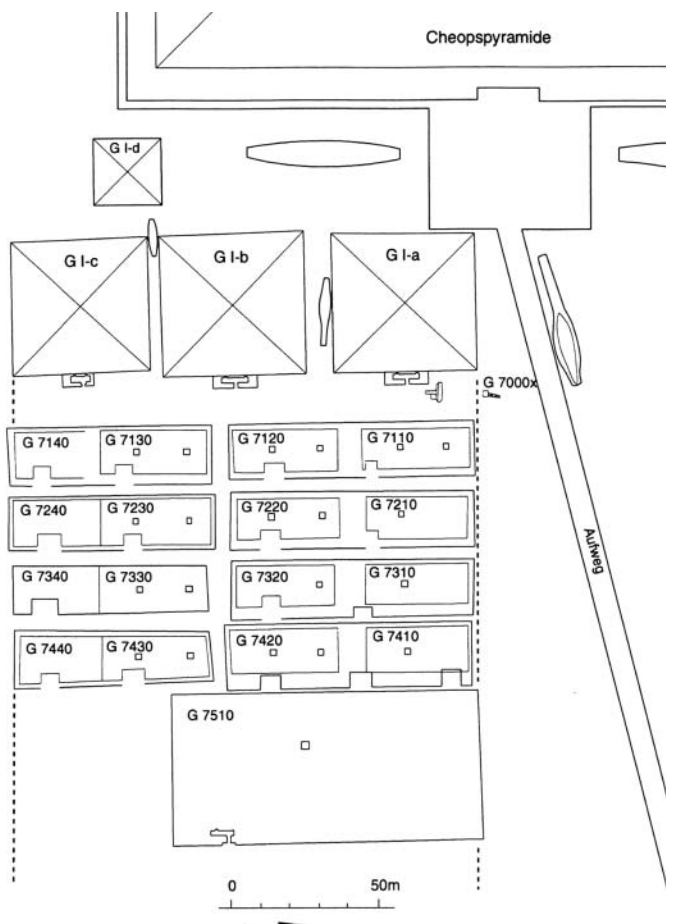 Cheopspyramide
G I-d
G I-c
G I-b
G I-a
G 7000x
G 7140
G 7130
G 7120
G 7110
G 7240
G 7230
G 7220
G 7210
Aufweg
G 7340
G 7330
G 7320
G 7310
G 7440
G 7430
G 7420
G 7410
G 7510
0
50m